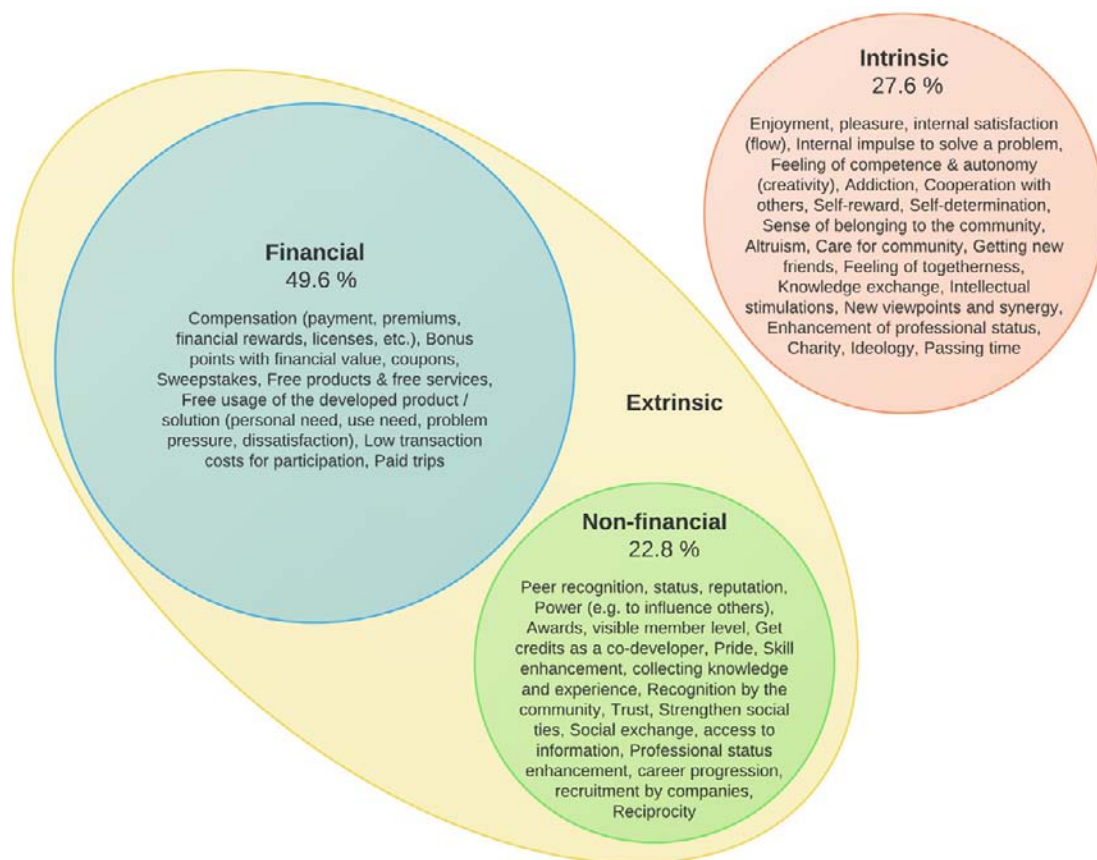 Intrinsic
27.6 %
Enjoyment, pleasure, internal satisfaction
(flow), Internal impulse to solve a problem,
Feeling of competence & autonomy
(creativity), Addiction, Cooperation with
others, Self-reward, Self-determination,
Sense of belonging to the community,
Altruism, Care for community, Getting new
friends, Feeling of togetherness,
Knowledge exchange, Intellectual
stimulations, New viewpoints and synergy,
Enhancement of professional status,
Charity, Ideology, Passing time
Financial
49.6 %
Compensation (payment, premiums,
financial rewards, licenses, etc.), Bonus
points with financial value, coupons,
Sweepstakes, Free products & free services,
Free usage of the developed product /
solution (personal need, use need, problem
pressure, dissatisfaction), Low transaction
costs for participation, Paid trips
Extrinsic
Non-financial
22.8 %
Peer recognition, status, reputation,
Power (e.g. to influence others),
Awards, visible member level, Get
credits as a co-developer, Pride, Skill
enhancement, collecting knowledge
and experience, Recognition by the
community, Trust, Strengthen social
ties, Social exchange, access to
information, Professional status
enhancement, career progression,
recruitment by companies,
Reciprocity